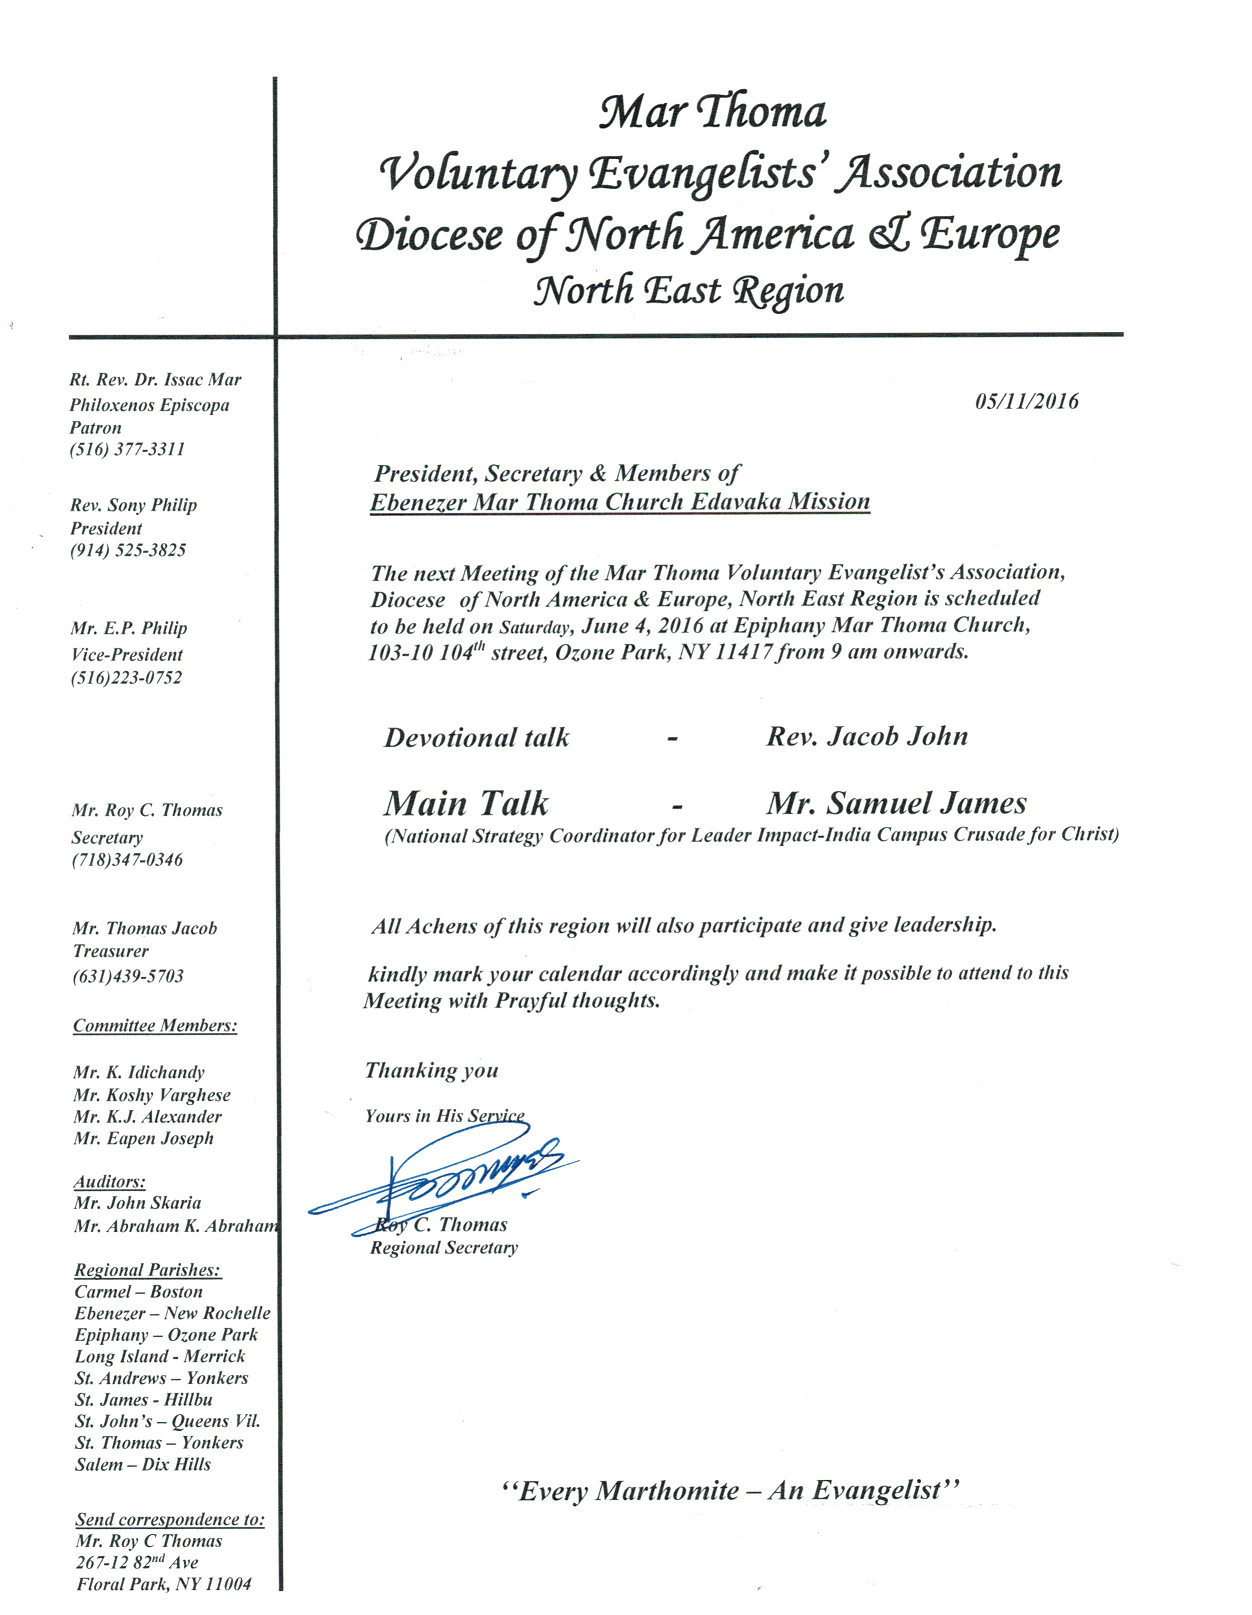 Mar Thoma
Voluntary Evangelists' Association
Diocese of North America & Europe
North East Region
Rt. Rev. Dr. Issac Mar
Philoxenos Episcopa
Patron
(516) 377-3311
Rev. Sony Philip
President
(914) 525-3825
Mr. E.P. Philip
Vice-President
(516)223-0752
Mr. Roy C. Thomas
Secretary
(718)347-0346
Mr. Thomas Jacob
Treasurer
(631)439-5703
Committee Members:
Mr. K. Idichandy
Mr. Koshy Varghese
Mr. K.J. Alexander
Mr. Eapen Joseph
Auditors:
Mr. John Skaria
Mr. Abraham K. Abraham
Regional Parishes:
Carmel – Boston
Ebenezer – New Rochelle
Epiphany – Ozone Park
Long Island - Merrick
St. Andrews – Yonkers
St. James - Hillbu
St. John's – Queens Vil.
St. Thomas – Yonkers
Salem – Dix Hills
Send correspondence to:
Mr. Roy C Thomas
267-12 82nd Ave
Floral Park, NY 11004
05/11/2016
President, Secretary & Members of
Ebenezer Mar Thoma Church Edavaka Mission
The next Meeting of the Mar Thoma Voluntary Evangelist's Association,
Diocese of North America & Europe, North East Region is scheduled
to be held on Saturday, June 4, 2016 at Epiphany Mar Thoma Church,
103-10 104th street, Ozone Park, NY 11417 from 9 am onwards.
Devotional talk - Rev. Jacob John
Main Talk - Mr. Samuel James
(National Strategy Coordinator for Leader Impact-India Campus Crusade for Christ)
All Achens of this region will also participate and give leadership.
kindly mark your calendar accordingly and make it possible to attend to this
Meeting with Prayful thoughts.
Thanking you
Yours in His Service
Roy C. Thomas
Regional Secretary
"Every Marthomite – An Evangelist"